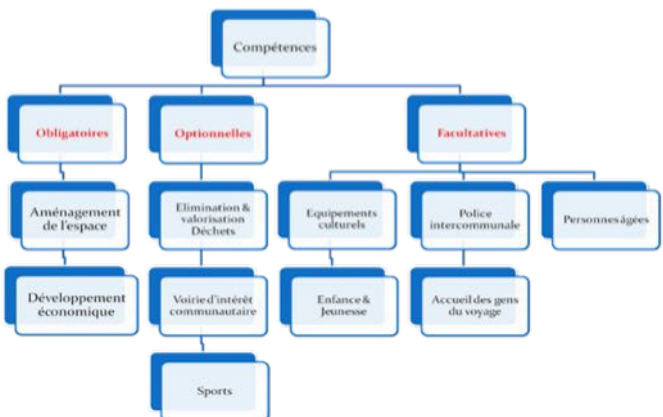 Compétences
Obligatoires
Optionnelles
Facultatives
Aménagement
de l'espace
Elimination &
valorisation
Déchets
Equipements
culturels
Police
intercommunale
Personnes âgées
Développement
économique
Voirie d'intérêt
communautaire
Enfance &
Jeunesse
Accueil des gens
du voyage
Sports